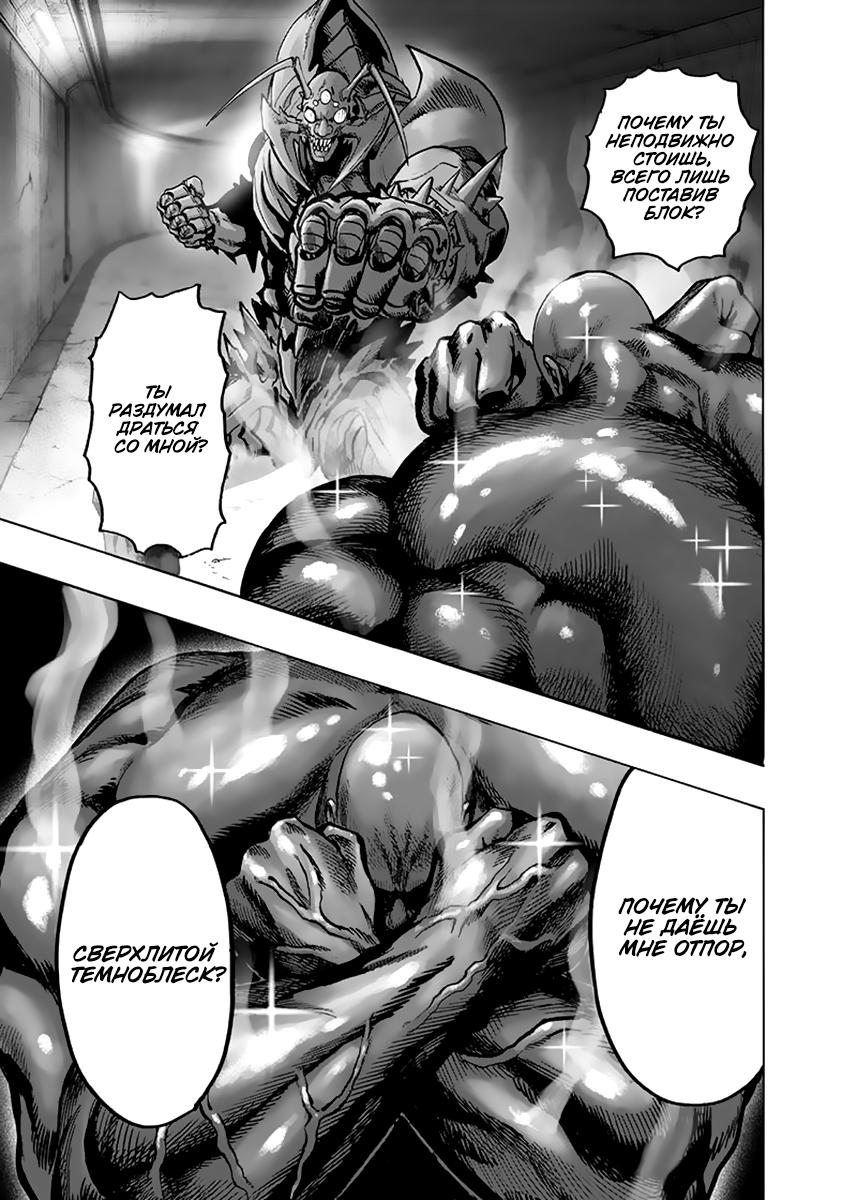 ПОЧЕМУ ТЫ
НЕПОДВИЖНО
СТОИШЬ,
ВСЕГО ЛИШЬ
ПОСТАВИВ
БЛОК?
ТЫ
РАЗДУМАЛ
ДРАТЬСЯ
СО МНОЙ?
ПОЧЕМУ ТЫ
НЕ ДАЁШЬ
МНЕ ОТПОР,
СВЕРХЛИТОЙ
ТЕМНОБЛЕСК?